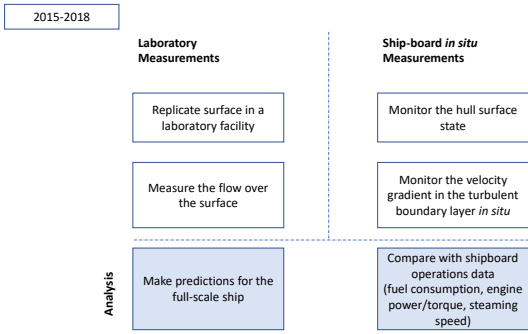 2015-2018
Laboratory
Measurements
Ship-board in situ
Measurements
Replicate surface in a
laboratory facility
Monitor the hull surface
state
Measure the flow over
the surface
Monitor the velocity
gradient in the turbulent
boundary layer in situ
Analysis
Make predictions for the
full-scale ship
Compare with shipboard
operations data
(fuel consumption, engine
power/torque, steaming
speed)